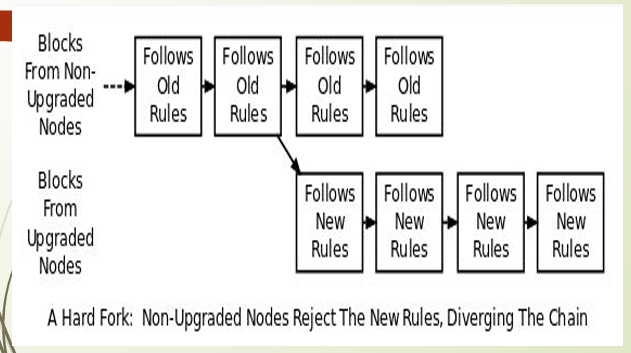 Blocks
From Non-
Upgraded
Nodes
Follows
Old
Rules
Follows
Old
Rules
Follows
Old
Rules
Follows
Old
Rules
Blocks
From
Upgraded
Nodes
Follows
New
Rules
Follows
New
Rules
Follows
New
Rules
Follows
New
Rules
A Hard Fork: Non-Upgraded Nodes Reject The New Rules, Diverging The Chain